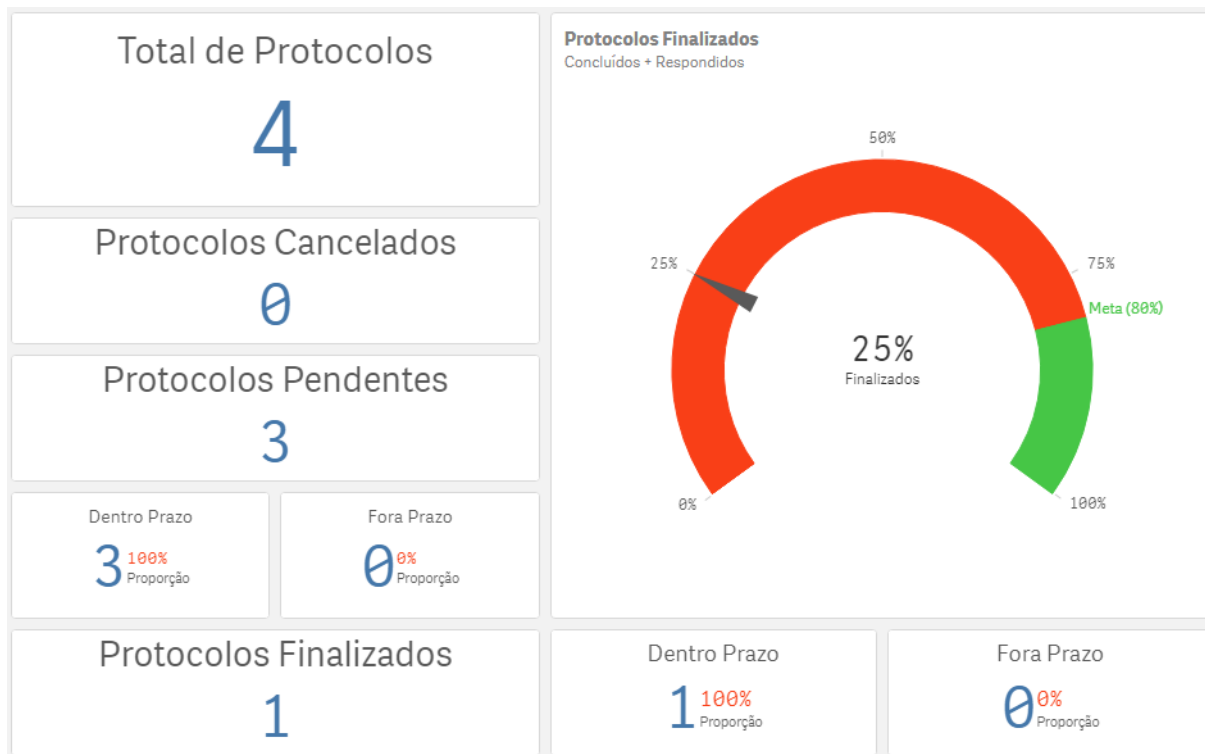 Total de Protocolos
4
Protocolos Cancelados
0
Protocolos Pendentes
3
Dentro Prazo
3 100%
Proporção
Fora Prazo
0 0%
Proporção
Protocolos Finalizados
1
Protocolos Finalizados
Concluídos + Respondidos
50%
25%
75%
Meta (80%)
25%
Finalizados
0%
100%
Dentro Prazo
1 100%
Proporção
Fora Prazo
0 0%
Proporção